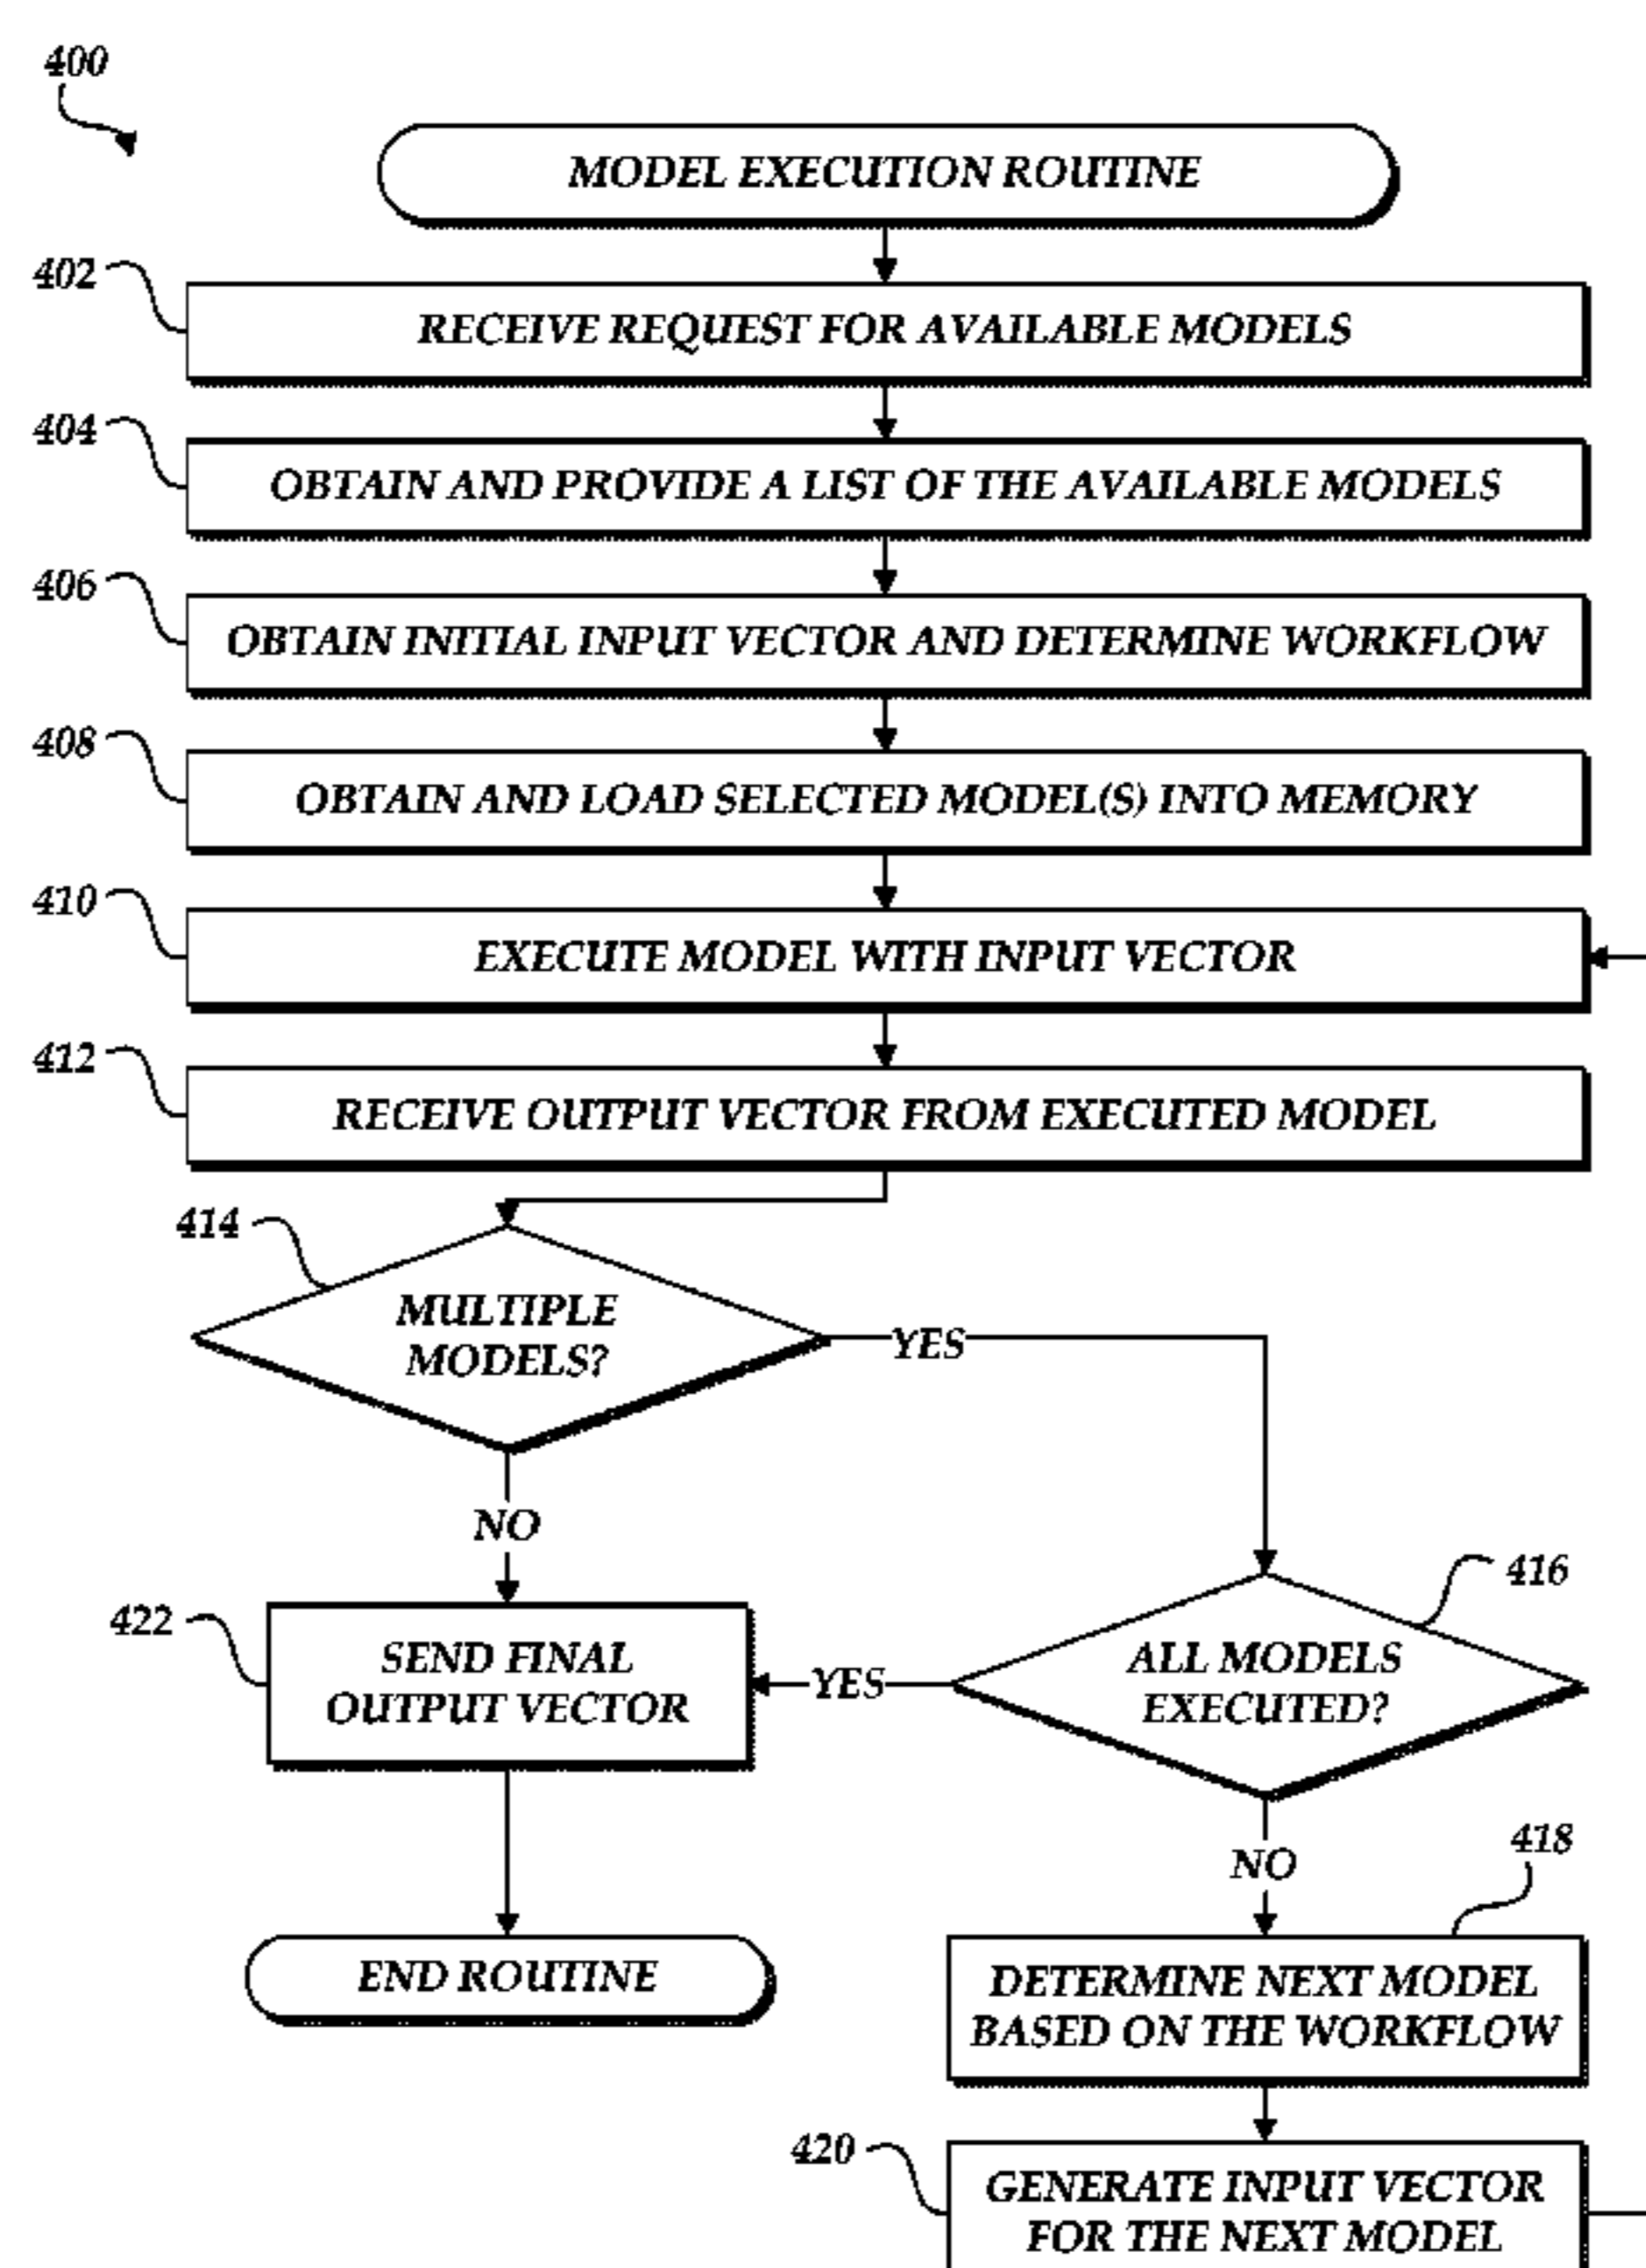 400
MODEL EXECUTION ROUTINE
402
RECEIVE REQUEST FOR AVAILABLE MODELS
404
OBTAIN AND PROVIDE A LIST OF THE AVAILABLE MODELS
406
OBTAIN INITIAL INPUT VECTOR AND DETERMINE WORKFLOW
408
OBTAIN AND LOAD SELECTED MODEL(S) INTO MEMORY
410
EXECUTE MODEL WITH INPUT VECTOR
412
RECEIVE OUTPUT VECTOR FROM EXECUTED MODEL
414
MULTIPLE
MODELS?
YES
NO
416
ALL MODELS
EXECUTED?
YES
422
SEND FINAL
OUTPUT VECTOR
NO
418
END ROUTINE
DETERMINE NEXT MODEL
BASED ON THE WORKFLOW
420
GENERATE INPUT VECTOR
FOR THE NEXT MODEL